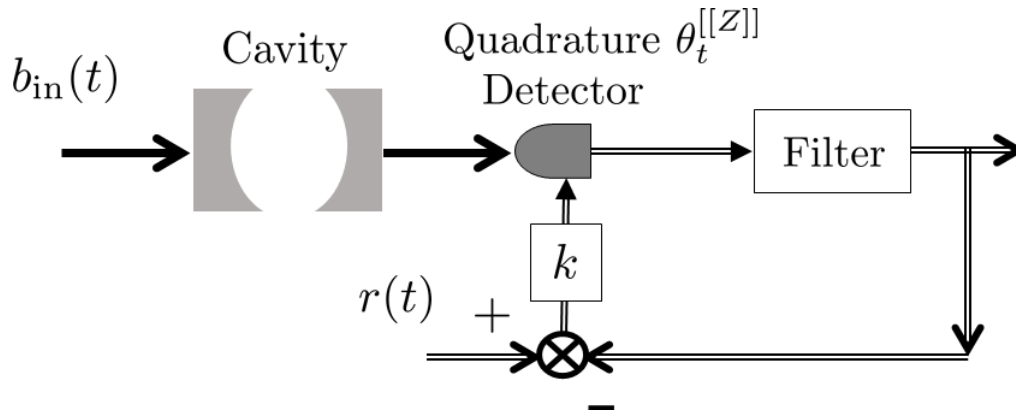 Cavity
b_in(t)
Quadrature θ_t^[[Z]]
Detector
Filter
k
r(t)
+
-